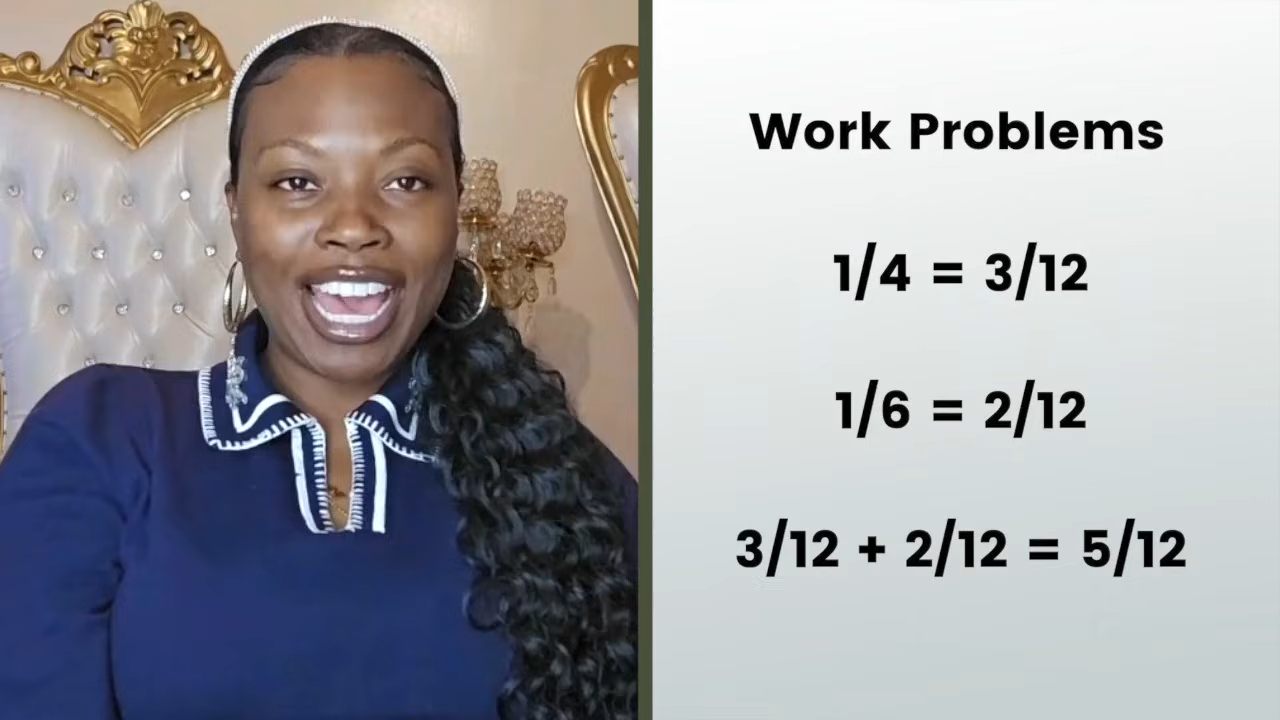 Work Problems
1/4 = 3/12
1/6 = 2/12
3/12 + 2/12 = 5/12